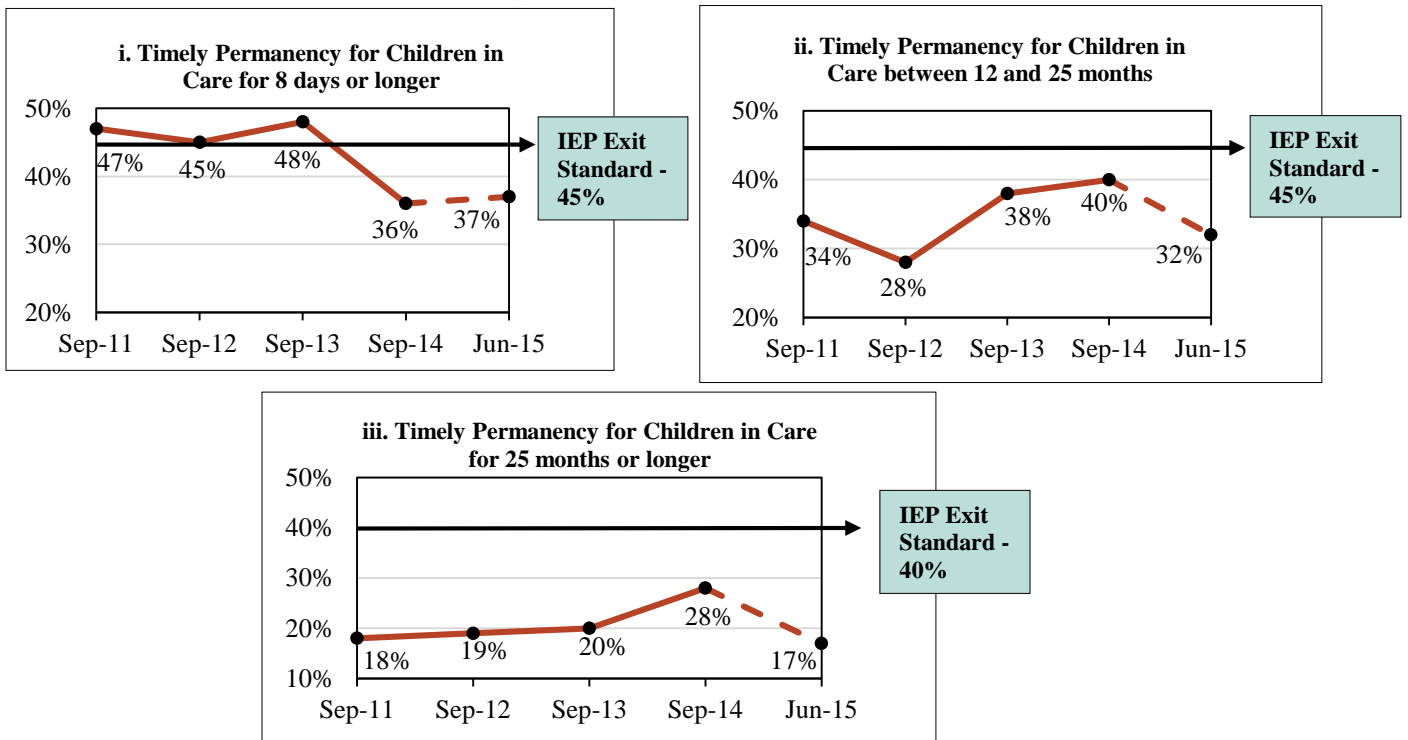 i. Timely Permanency for Children in
Care for 8 days or longer
50%
40%
30%
20%
47%
45%
48%
36%
37%
Sep-11 Sep-12 Sep-13 Sep-14 Jun-15
IEP Exit
Standard -
45%
ii. Timely Permanency for Children in
Care between 12 and 25 months
50%
40%
30%
20%
34%
28%
38%
40%
32%
Sep-11 Sep-12 Sep-13 Sep-14 Jun-15
IEP Exit
Standard -
45%
iii. Timely Permanency for Children in Care
for 25 months or longer
50%
40%
30%
20%
10%
18%
19%
20%
28%
17%
Sep-11 Sep-12 Sep-13 Sep-14 Jun-15
IEP Exit
Standard -
40%